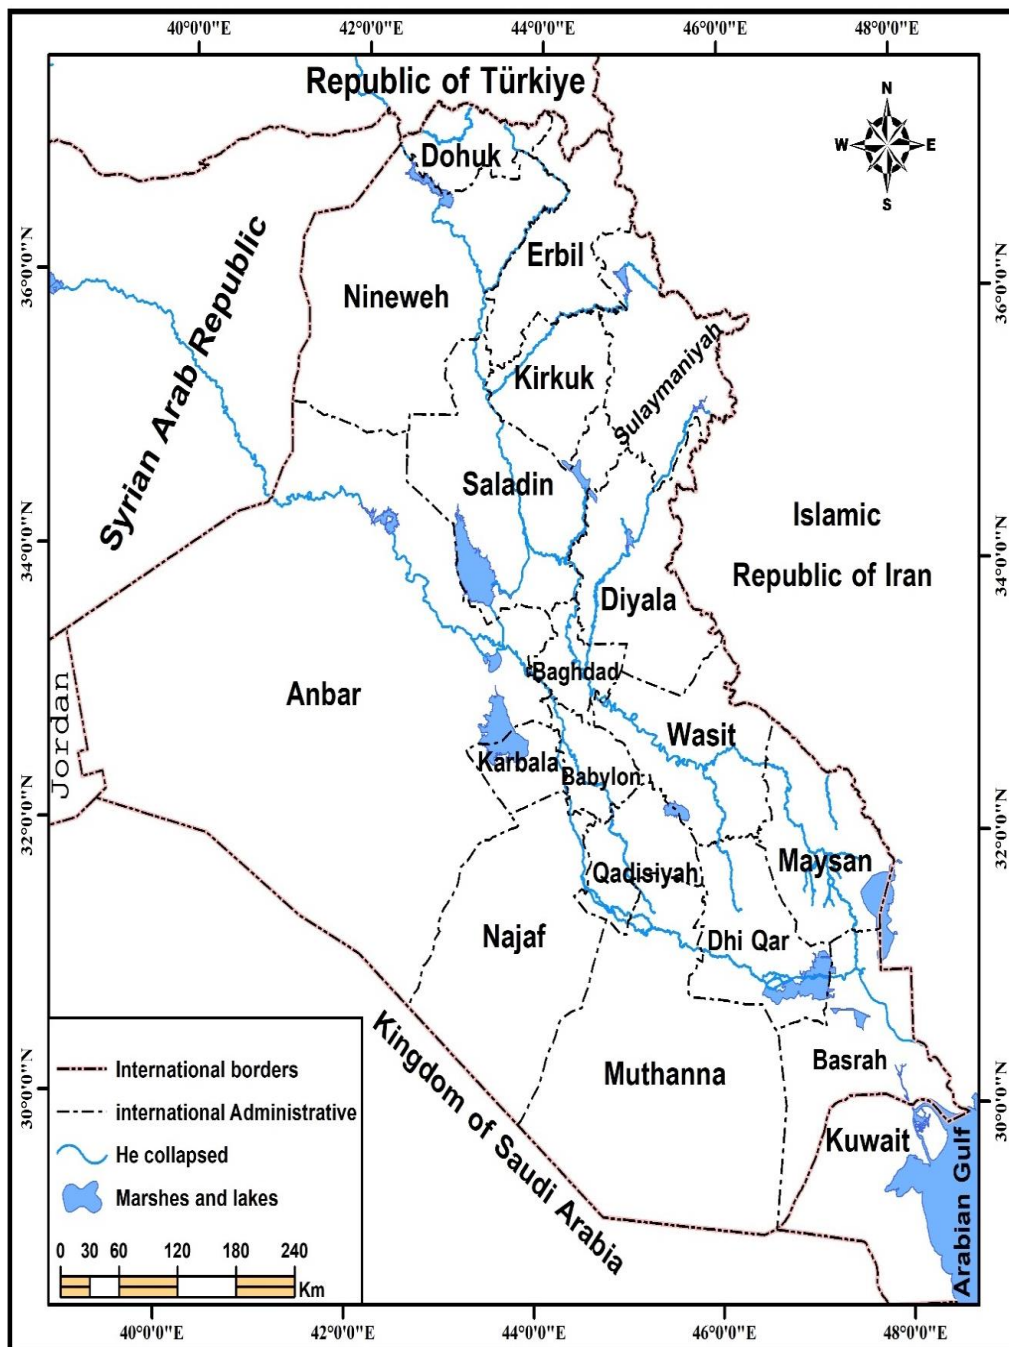 40°0'0"E 42°0'0"E 44°0'0"E 46°0'0"E 48°0'0"E
Republic of Türkiye
N
W E
S
Dohuk
Syrian Arab Republic
Erbil
36°0'0"N
36°0'0"N
Nineweh
Sulaymaniyah
Kirkuk
Saladin
Islamic
Republic of Iran
34°0'0"N
34°0'0"N
Diyala
Baghdad
Anbar
Jordan
Wasit
Karbala
Babylon
32°0'0"N
32°0'0"N
Maysan
Qadisiyah
Najaf
Dhi Qar
Kingdom of Saudi Arabia
Basrah
Muthanna
30°0'0"N
30°0'0"N
Kuwait
Arabian Gulf
International borders
international Administrative
He collapsed
Marshes and lakes
0 30 60 120 180 240
Km
40°0'0"E 42°0'0"E 44°0'0"E 46°0'0"E 48°0'0"E